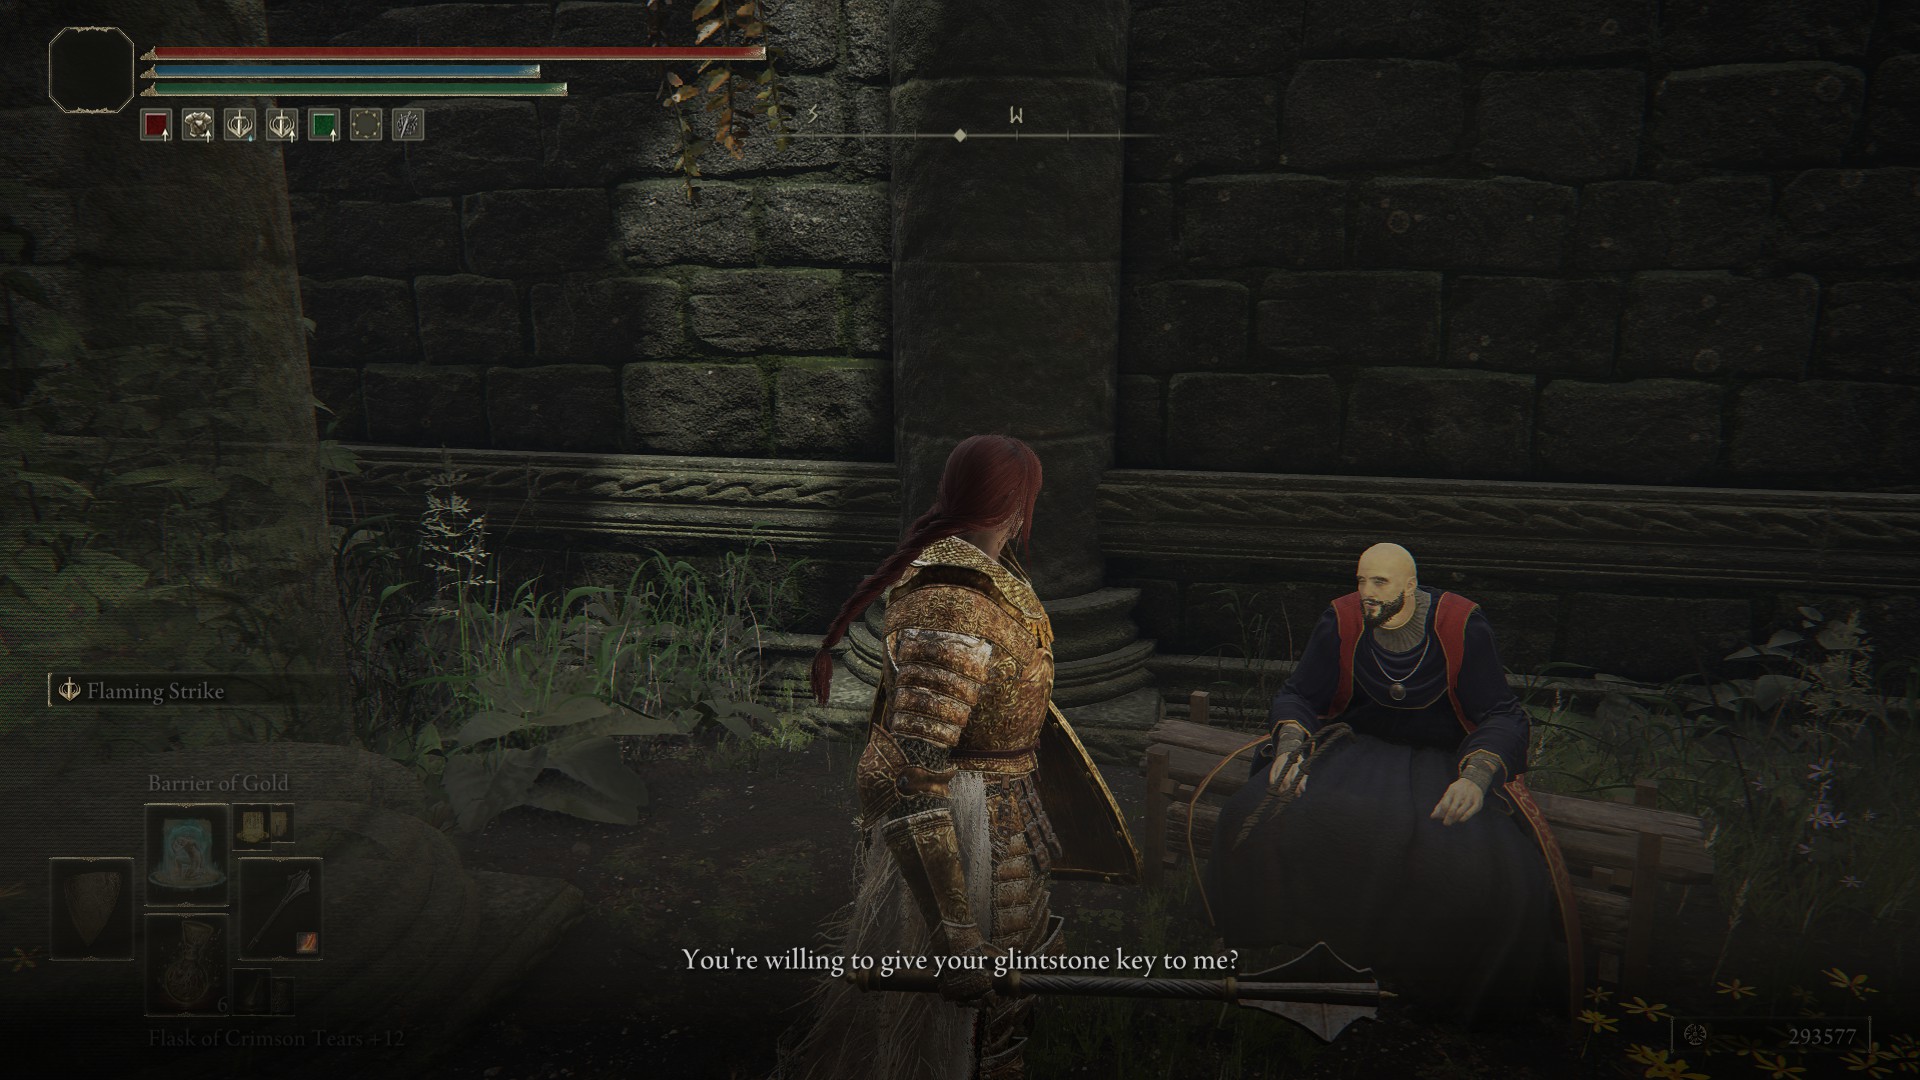 S
W
Flaming Strike
Barrier of Gold
6
You're willing to give your glintstone key to me?
Flask of Crimson Tears +12
293577